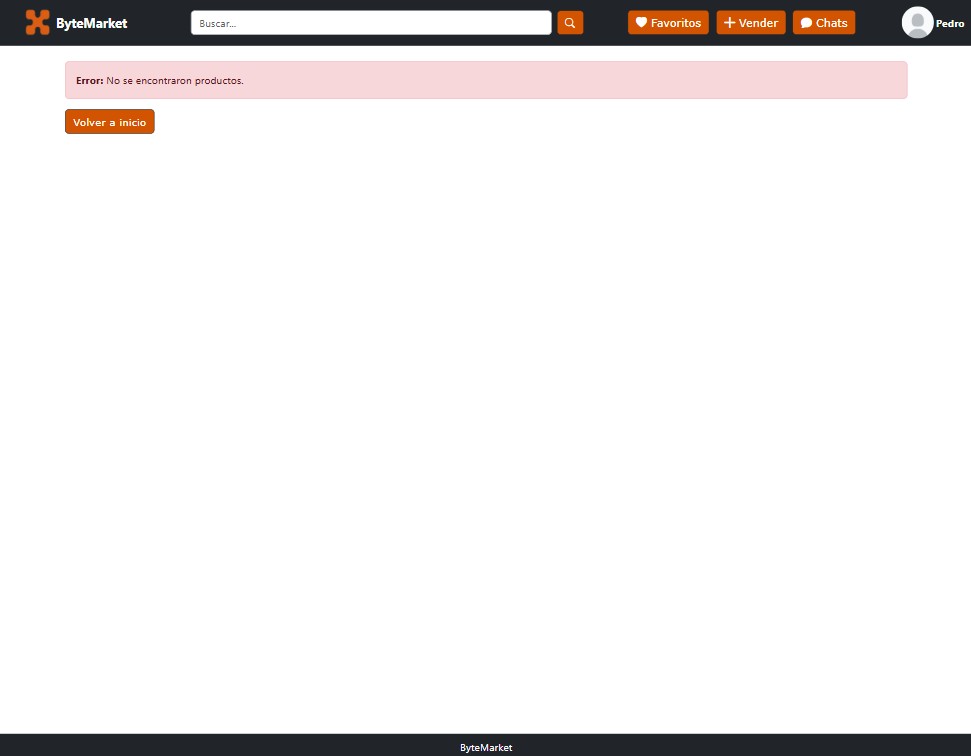 ByteMarket
Buscar...
Favoritos
Vender
Chats
Pedro
Error: No se encontraron productos.
Volver a inicio
ByteMarket